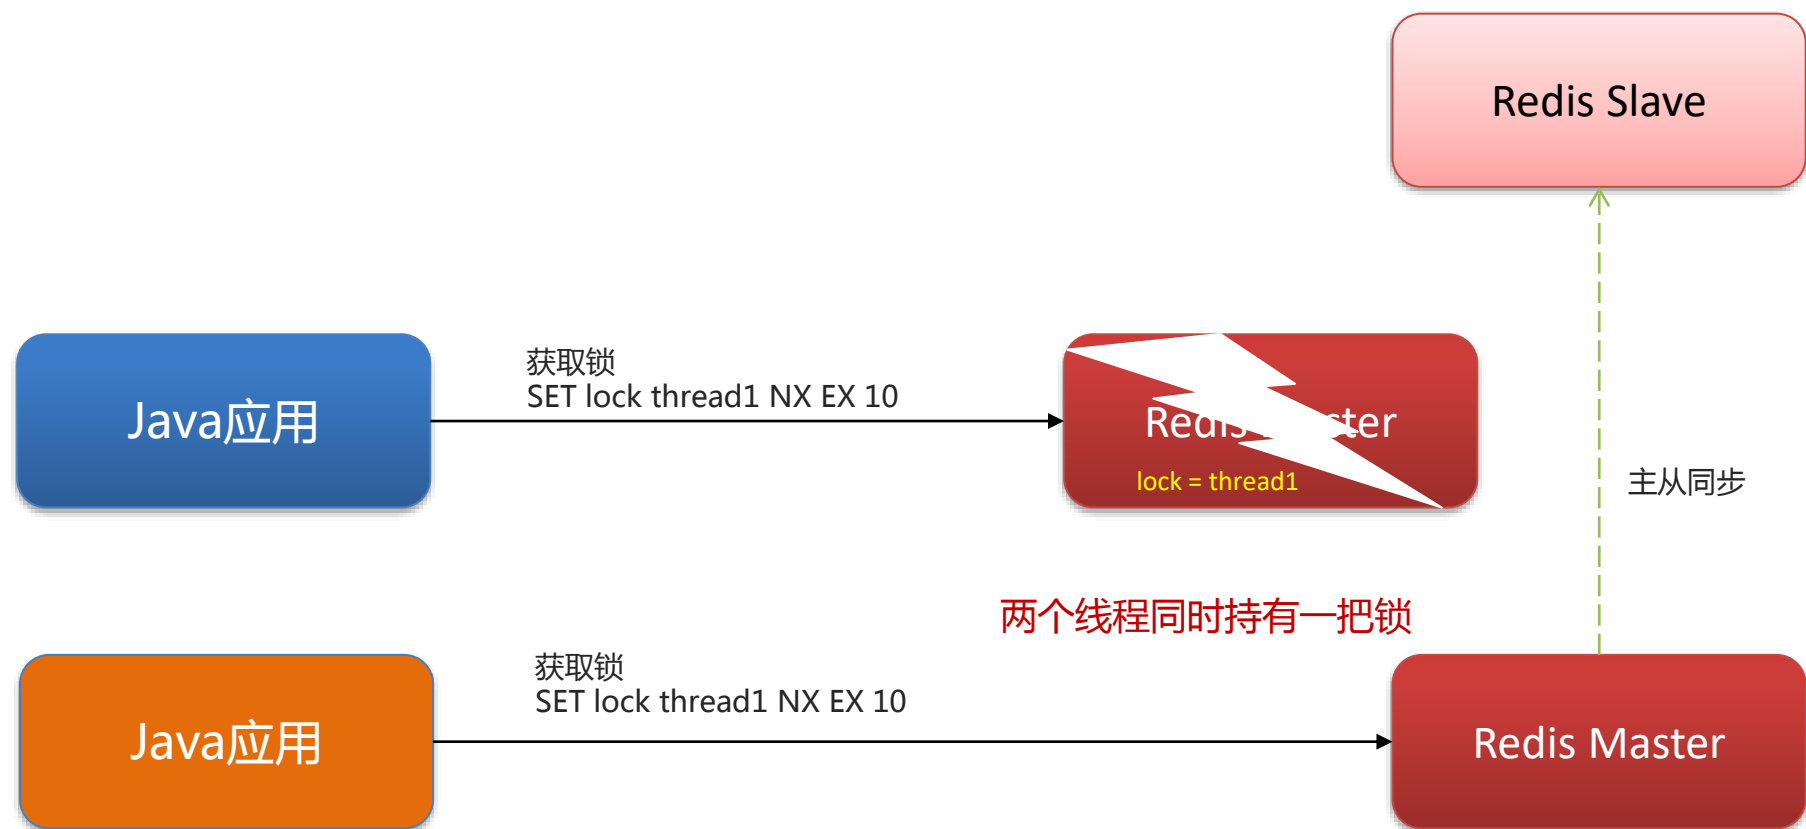 Redis Slave
获取锁
SET lock thread1 NX EX 10
Java应用
lock = thread1
主从同步
两个线程同时持有一把锁
获取锁
SET lock thread1 NX EX 10
Java应用
Redis Master